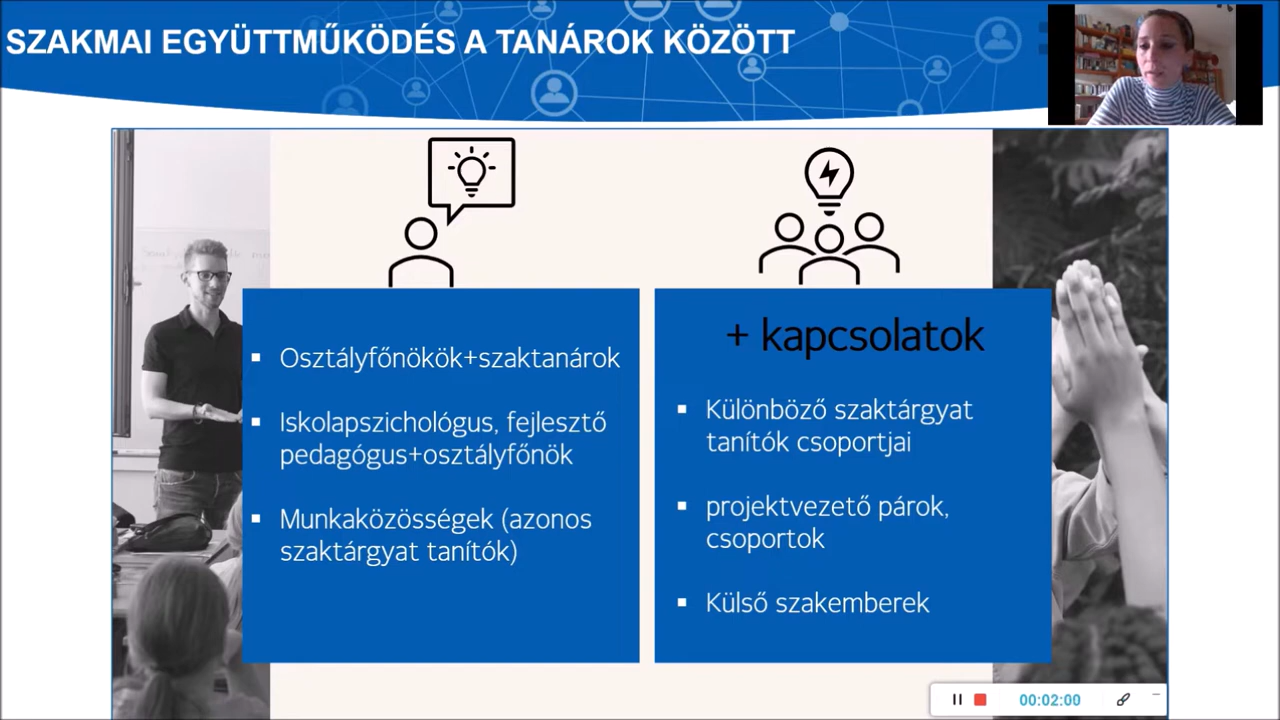 SZAKMAI EGYÜTTMŰKÖDÉS A TANÁROK KÖZÖTT
Osztályfőnökök+szaktanárok
Iskolapszichológus, fejlesztő
pedagógus+osztályfőnök
Munkaközösségek (azonos
szaktárgyat tanítók)
+ kapcsolatok
Különböző szaktárgyat
tanítók csoportjai
projektvezető párok,
csoportok
Külső szakemberek
00:02:00